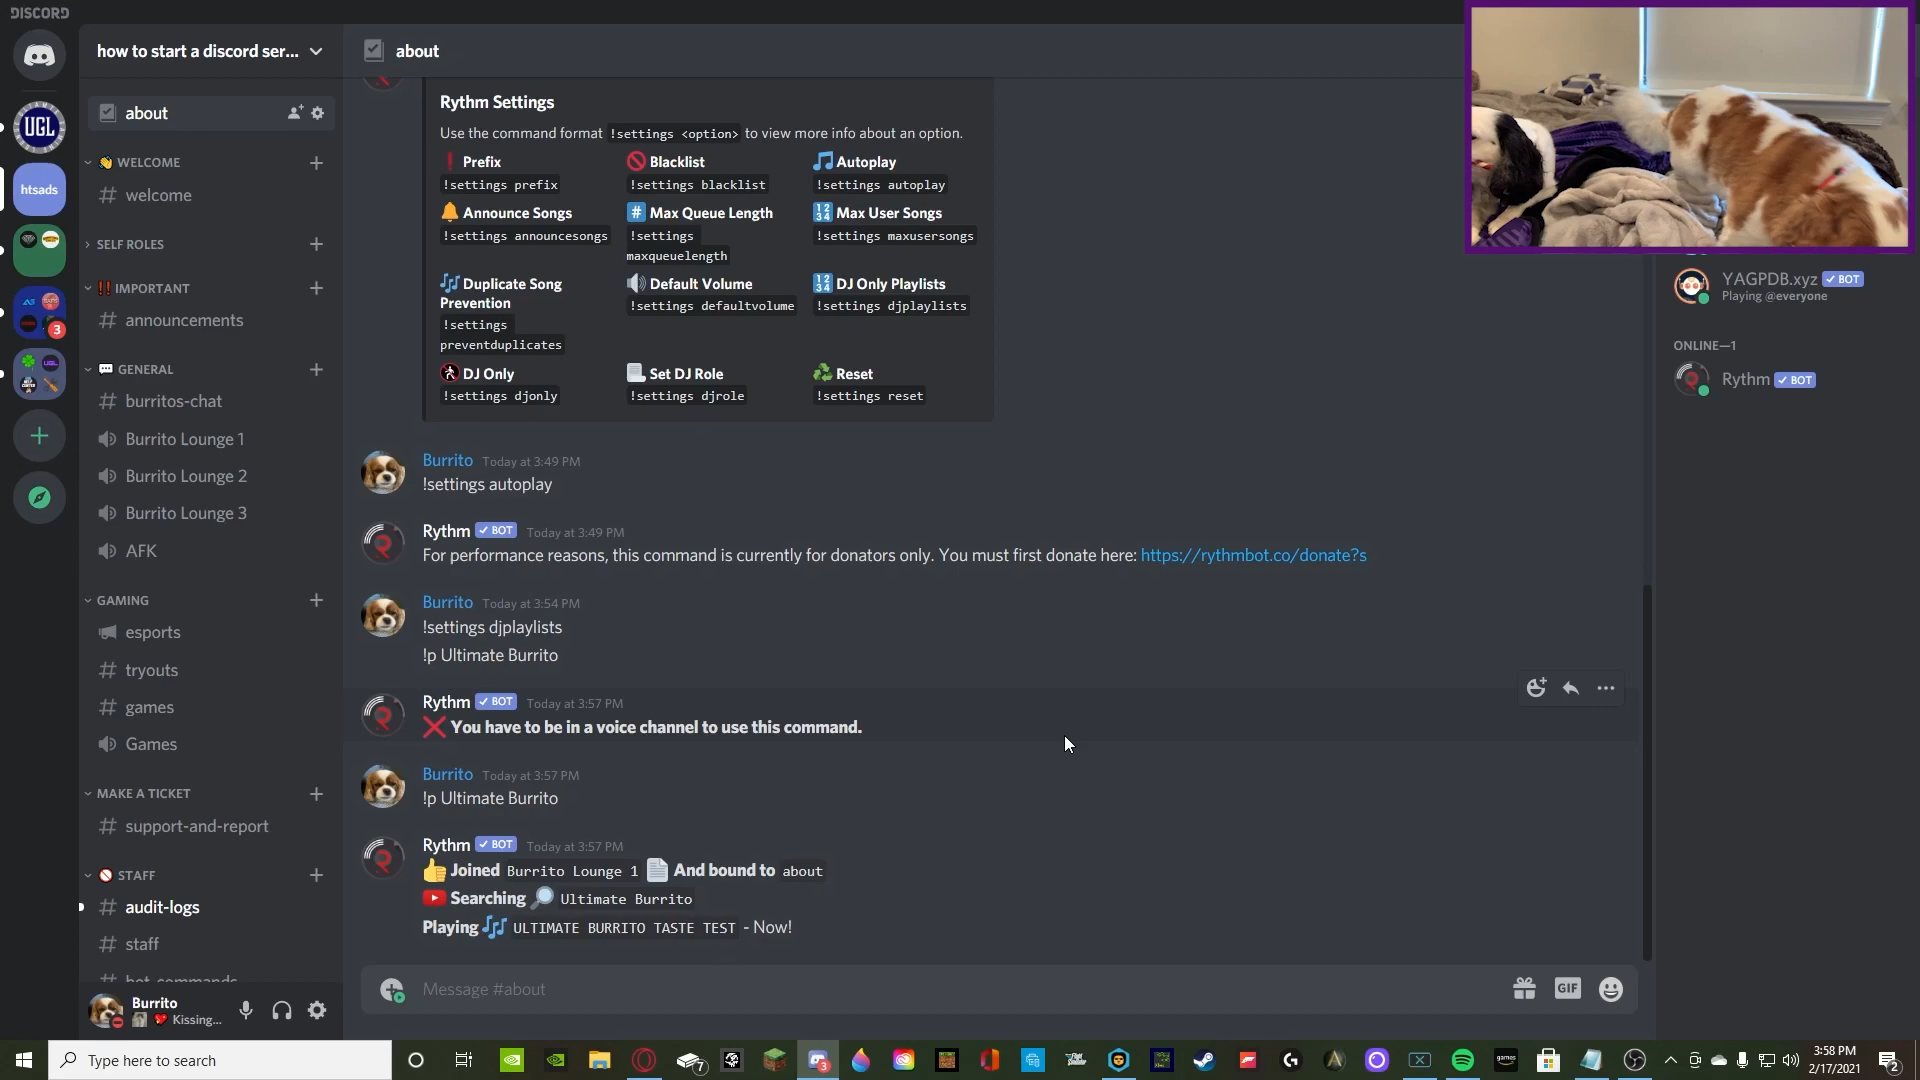 DISCORD
how to start a discord ser...
about
UGL
htsads
3
about
WELCOME
welcome
SELF ROLES
IMPORTANT
announcements
GENERAL
burritos-chat
Burrito Lounge 1
Burrito Lounge 2
Burrito Lounge 3
AFK
GAMING
esports
tryouts
games
Games
MAKE A TICKET
support-and-report
STAFF
audit-logs
staff
bot-commands
Burrito
Kissing...
Rythm Settings
Use the command format !settings <option> to view more info about an option.
Prefix Blacklist Autoplay
!settings prefix !settings blacklist !settings autoplay
Announce Songs Max Queue Length Max User Songs
!settings announcesongs !settings maxusersongs
maxqueuelength
Duplicate Song Default Volume DJ Only Playlists
Prevention !settings defaultvolume !settings djplaylists
!settings
preventduplicates
DJ Only Set DJ Role Reset
!settings djonly !settings djrole !settings reset
Burrito Today at 3:49 PM
!settings autoplay
Rythm BOT Today at 3:49 PM
For performance reasons, this command is currently for donators only. You must first donate here: https://rythmbot.co/donate?s
Burrito Today at 3:54 PM
!settings djplaylists
!p Ultimate Burrito
Rythm BOT Today at 3:57 PM
You have to be in a voice channel to use this command.
Burrito Today at 3:57 PM
!p Ultimate Burrito
Rythm BOT Today at 3:57 PM
Joined Burrito Lounge 1 And bound to about
Searching Ultimate Burrito
Playing ULTIMATE BURRITO TASTE TEST - Now!
Message #about
GIF
YAGPDB.xyz BOT
Playing @everyone
ONLINE—1
Rythm BOT
Type here to search
7
3
3:58 PM
2/17/2021
2